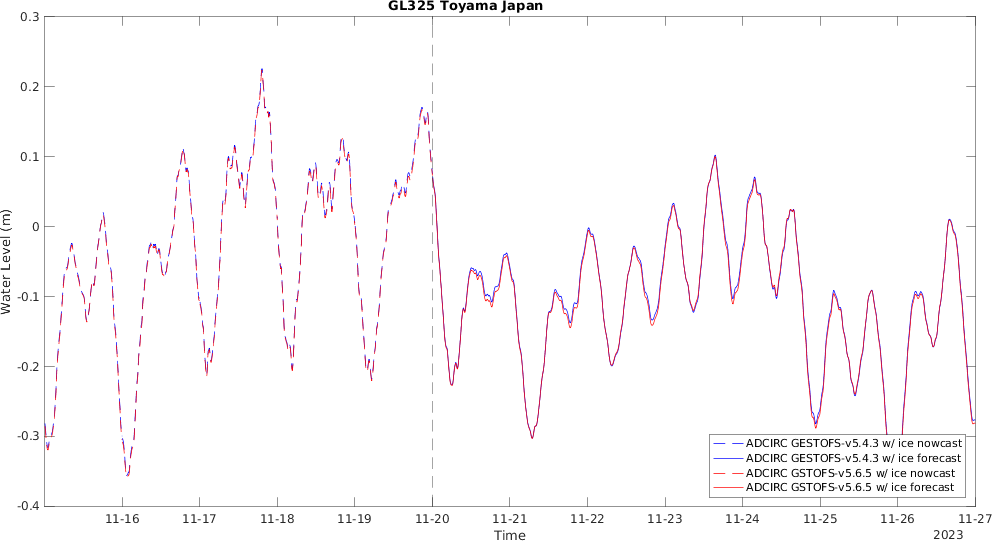 GL325 Toyama Japan
0.3
0.2
0.1
0
-0.1
-0.2
-0.3
-0.4
Water Level (m)
ADCIRC GESTOFS-v5.4.3 w/ ice nowcast
ADCIRC GESTOFS-v5.4.3 w/ ice forecast
ADCIRC GSTOFS-v5.6.5 w/ ice nowcast
ADCIRC GSTOFS-v5.6.5 w/ ice forecast
11-16 11-17 11-18 11-19 11-20 11-21 11-22 11-23 11-24 11-25 11-26 11-27
Time
2023